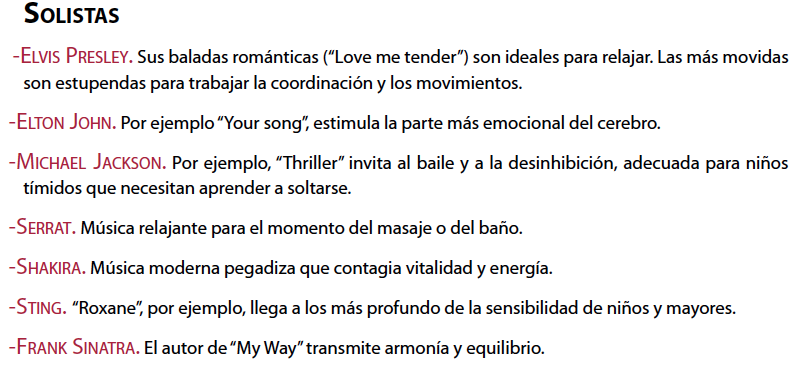 SOLISTAS
-ELVIS PRESLEY. Sus baladas románticas (“Love me tender”) son ideales para relajar. Las más movidas
son estupendas para trabajar la coordinación y los movimientos.
-ELTON JOHN. Por ejemplo “Your song”, estimula la parte más emocional del cerebro.
-MICHAEL JACKSON. Por ejemplo, “Thriller” invita al baile y a la desinhibición, adecuada para niños
tímidos que necesitan aprender a soltarse.
-SERRAT. Música relajante para el momento del masaje o del baño.
-SHAKIRA. Música moderna pegadiza que contagia vitalidad y energía.
-STING. “Roxane”, por ejemplo, llega a los más profundo de la sensibilidad de niños y mayores.
-FRANK SINATRA. El autor de “My Way” transmite armonía y equilibrio.